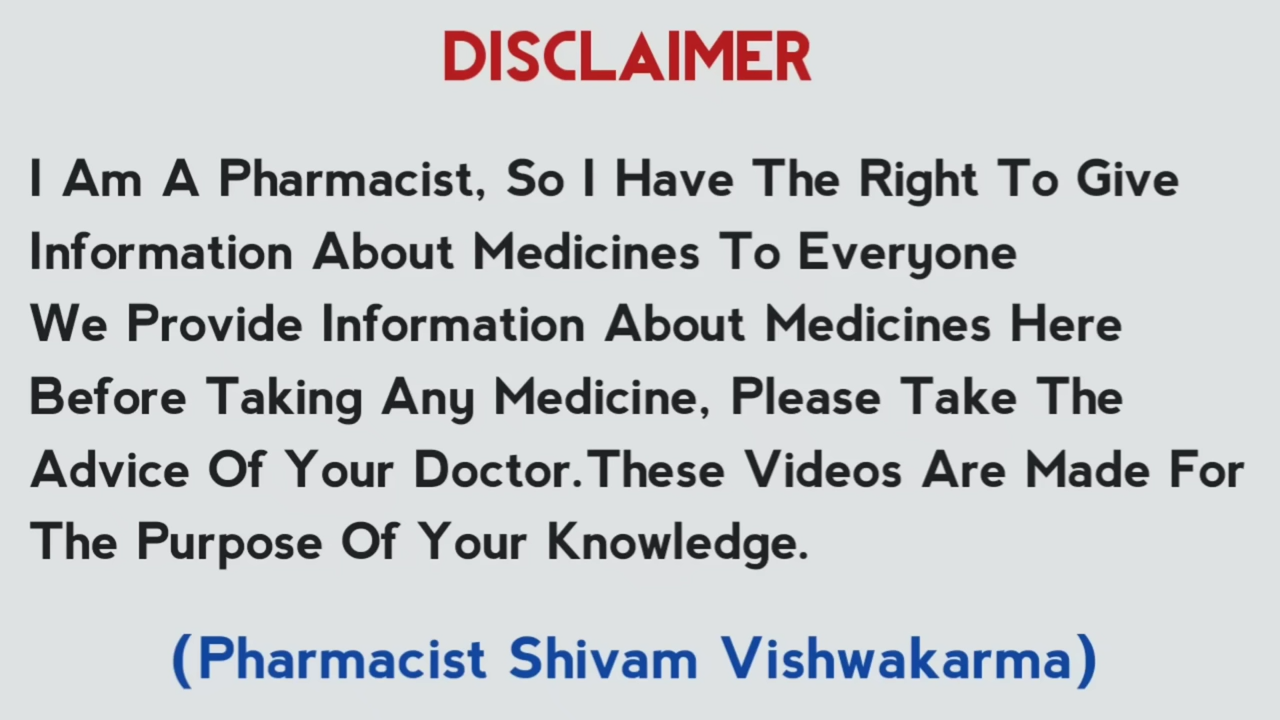 DISCLAIMER
I Am A Pharmacist, So I Have The Right To Give
Information About Medicines To Everyone
We Provide Information About Medicines Here
Before Taking Any Medicine, Please Take The
Advice Of Your Doctor.These Videos Are Made For
The Purpose Of Your Knowledge.
(Pharmacist Shivam Vishwakarma)